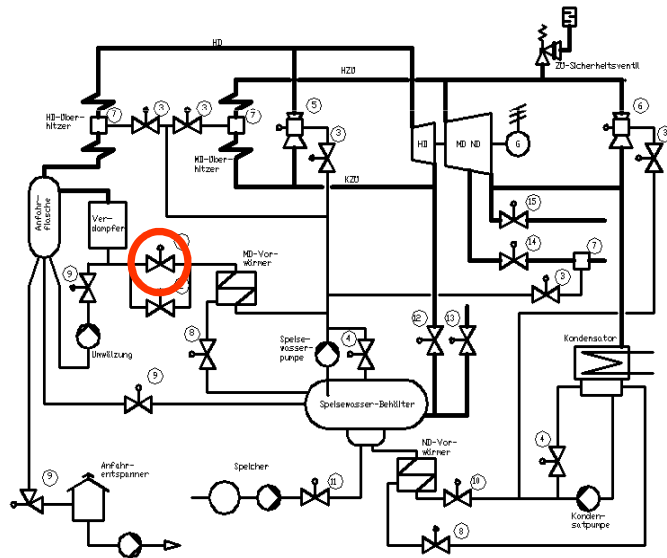 HD
HZÜ
ZÜ-Sicherheitsventil
HD-Über-
hitzer
7
3
3
7
5
3
6
3
HD
MD ND
G
MD-Über-
hitzer
KZÜ
Anfahr-
flasche
Ver-
dampfer
15
14
7
3
9
MD-Vor-
wärmer
Umwälzung
8
Speise-
wasser-
pumpe
4
12
13
Kondensator
9
Speisewasser-Behälter
ND-Vor-
wärmer
4
9
Anfahr-
entspanner
Speicher
11
10
Konden-
satpumpe
8